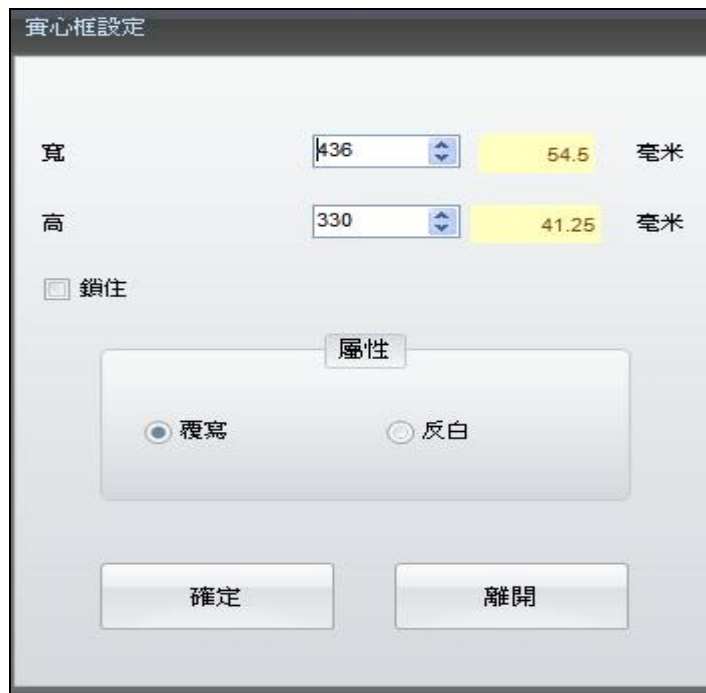 實心框設定
寬 436 54.5 毫米
高 330 41.25 毫米
鎖住
屬性
覆寫 反白
確定 離開